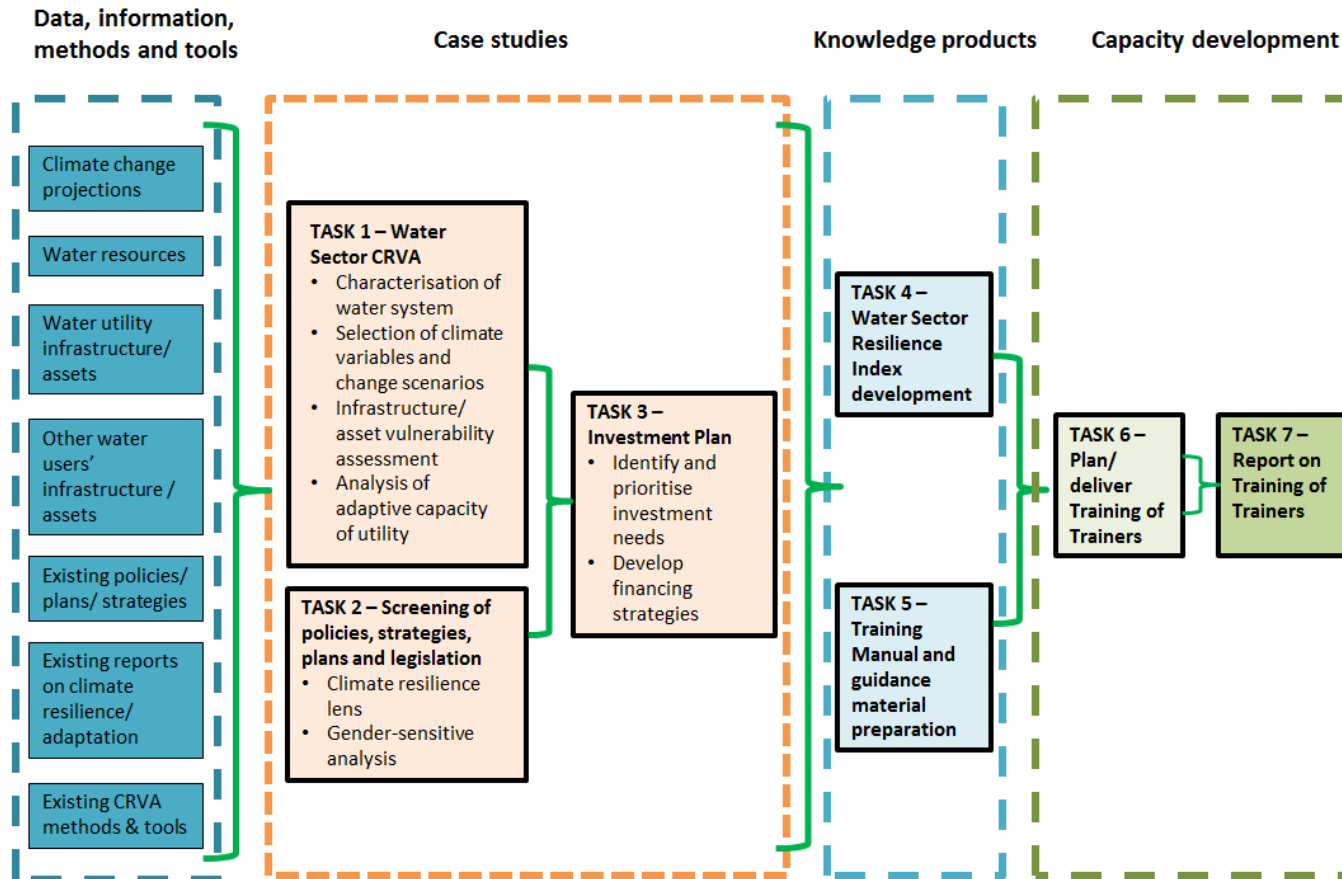 Data, information,
methods and tools
Case studies
Knowledge products
Capacity development
Climate change
projections
Water resources
Water utility
infrastructure/
assets
Other water
users'
infrastructure /
assets
Existing policies/
plans/ strategies
Existing reports
on climate
resilience/
adaptation
Existing CRVA
methods & tools
TASK 1 – Water
Sector CRVA
• Characterisation of
water system
• Selection of climate
variables and
change scenarios
• Infrastructure/
asset vulnerability
assessment
• Analysis of
adaptive capacity
of utility
TASK 2 – Screening of
policies, strategies,
plans and legislation
• Climate resilience
lens
• Gender-sensitive
analysis
TASK 3 –
Investment Plan
• Identify and
prioritise
investment
needs
• Develop
financing
strategies
TASK 4 –
Water Sector
Resilience
Index
development
TASK 5 –
Training
Manual and
guidance
material
preparation
TASK 6 –
Plan/
deliver
Training of
Trainers
TASK 7 –
Report on
Training of
Trainers